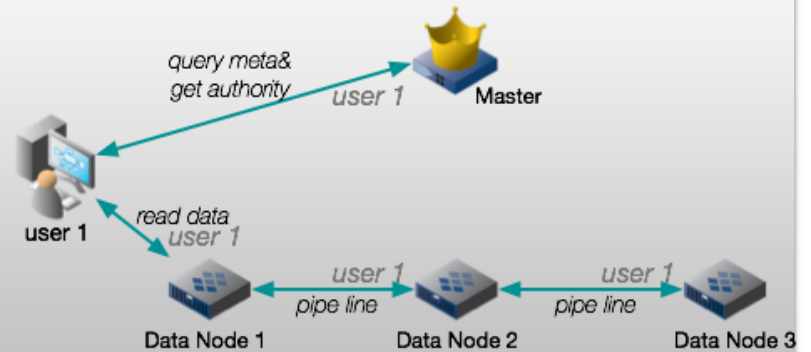 query meta&
get authority
user 1
Master
user 1
read data
user 1
user 1
user 1
pipe line
pipe line
Data Node 1
Data Node 2
Data Node 3